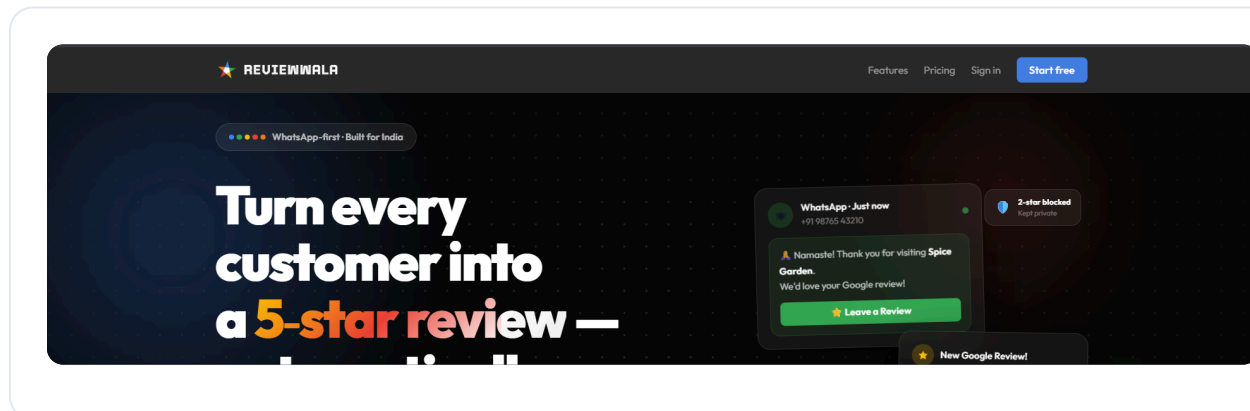 REVIEWWALA
Features Pricing Sign in Start free
WhatsApp-first · Built for India
Turn every
customer into
a 5-star review —
WhatsApp · Just now
+91 98765 43210
2-star blocked
Kept private
Namaste! Thank you for visiting Spice
Garden.
We'd love your Google review!
Leave a Review
New Google Review!